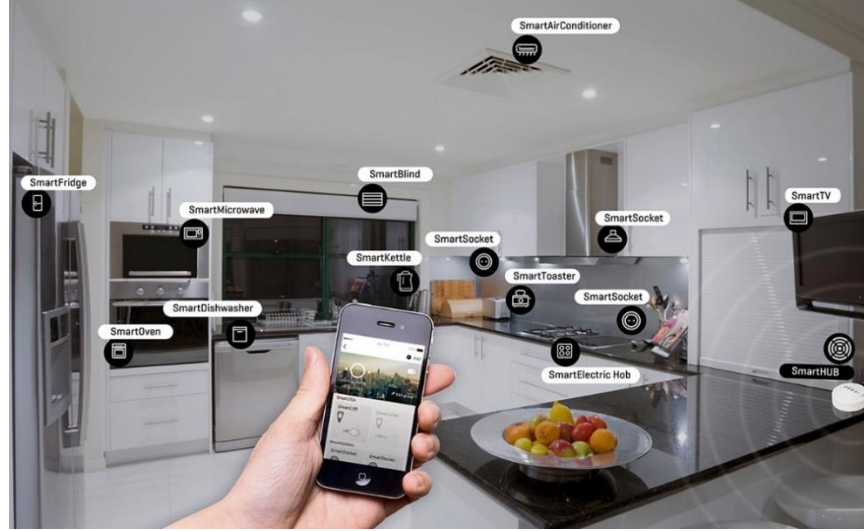 SmartAirConditioner
SmartFridge
SmartBlind
SmartMicrowave
SmartSocket
SmartTV
SmartSocket
SmartKettle
SmartToaster
SmartSocket
SmartDishwasher
SmartOven
SmartElectric Hob
SmartHUB